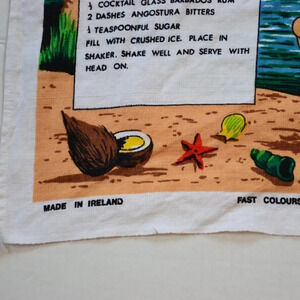 ½ COCKTAIL GLASS BARBADOS RUM
2 DASHES ANGOSTURA BITTERS
½ TEASPOONFUL SUGAR
FILL WITH CRUSHED ICE. PLACE IN
SHAKER. SHAKE WELL AND SERVE WITH
HEAD ON.
MADE IN IRELAND
FAST COLOURS